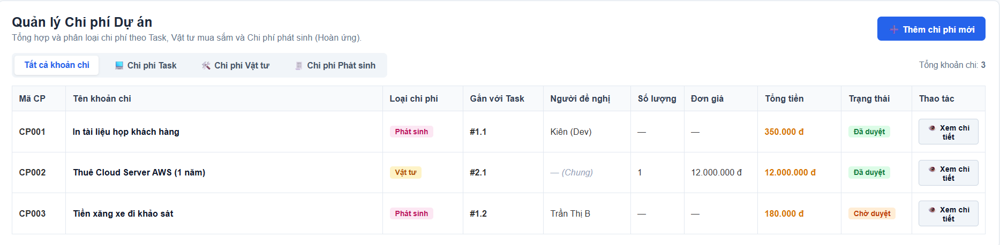 Quản lý Chi phí Dự án
Tổng hợp và phân loại chi phí theo Task, Vật tư mua sắm và Chi phí phát sinh (Hoàn ứng).
Thêm chi phí mới
Tất cả khoản chi Chi phí Task Chi phí Vật tư Chi phí Phát sinh Tổng khoản chi: 3
Mã CP Tên khoản chi Loại chi phí Gắn với Task Người đề nghị Số lượng Đơn giá Tổng tiền Trạng thái Thao tác
CP001 In tài liệu họp khách hàng Phát sinh #1.1 Kiên (Dev) — — 350.000 đ Đã duyệt Xem chi
tiết
CP002 Thuê Cloud Server AWS (1 năm) Vật tư #2.1 — (Chung) 1 12.000.000 đ 12.000.000 đ Đã duyệt Xem chi
tiết
CP003 Tiền xăng xe đi khảo sát Phát sinh #1.2 Trần Thị B — — 180.000 đ Chờ duyệt Xem chi
tiết